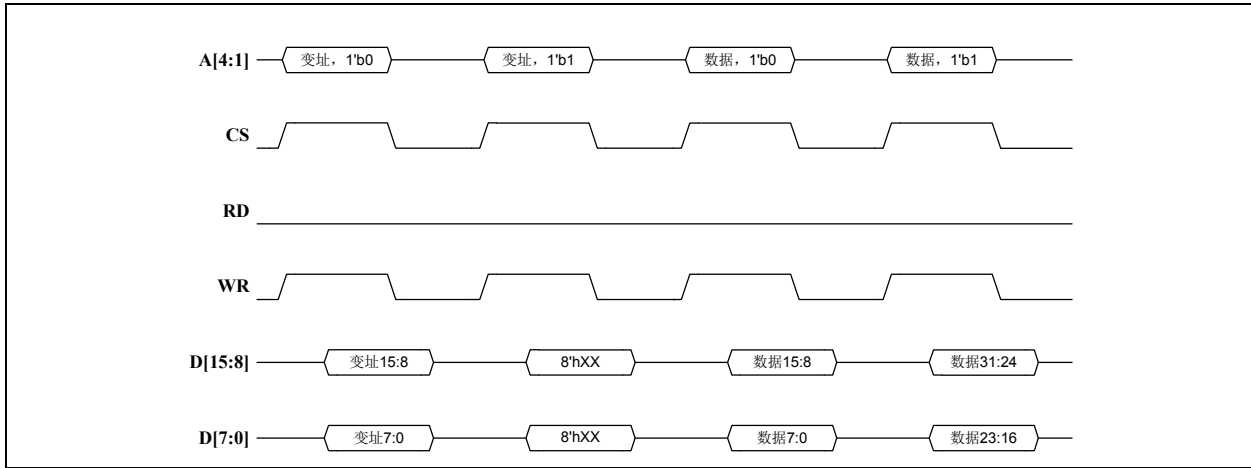 A[4:1] 变址，1'b0 变址，1'b1 数据，1'b0 数据，1'b1
CS
RD
WR
D[15:8] 变址15:8 8'hXX 数据15:8 数据31:24
D[7:0] 变址7:0 8'hXX 数据7:0 数据23:16